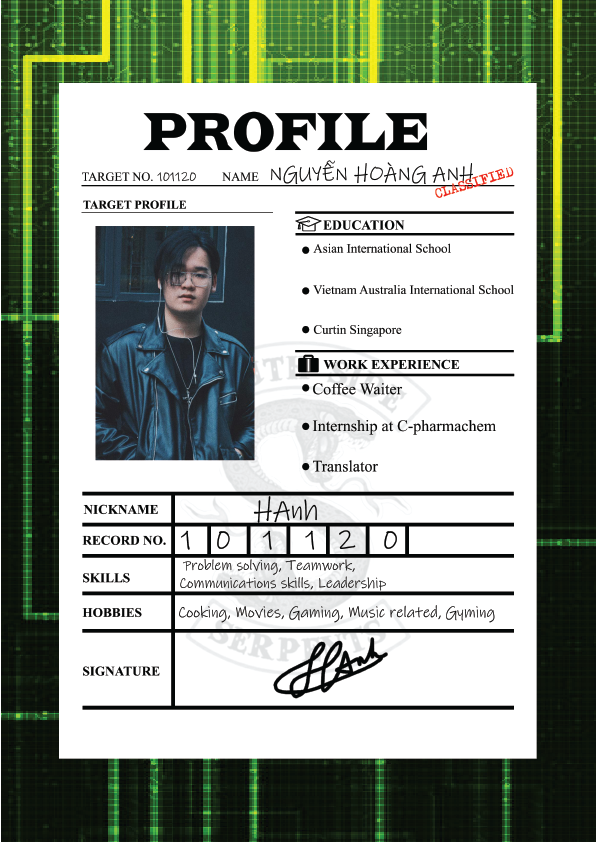 PROFILE
TARGET NO. 101120 NAME NGUYỄN HOÀNG ANH
CLASSIFIED
TARGET PROFILE
EDUCATION
Asian International School
Vietnam Australia International School
Curtin Singapore
WORK EXPERIENCE
Coffee Waiter
Internship at C-pharmachem
Translator
NICKNAME HAnh
RECORD NO. 1 0 1 1 2 0
SKILLS Problem solving, Teamwork,
Communications skills, Leadership
HOBBIES Cooking, Movies, Gaming, Music related, Gyming
SIGNATURE HAnh
SOUTH SIDE
SERPENTS